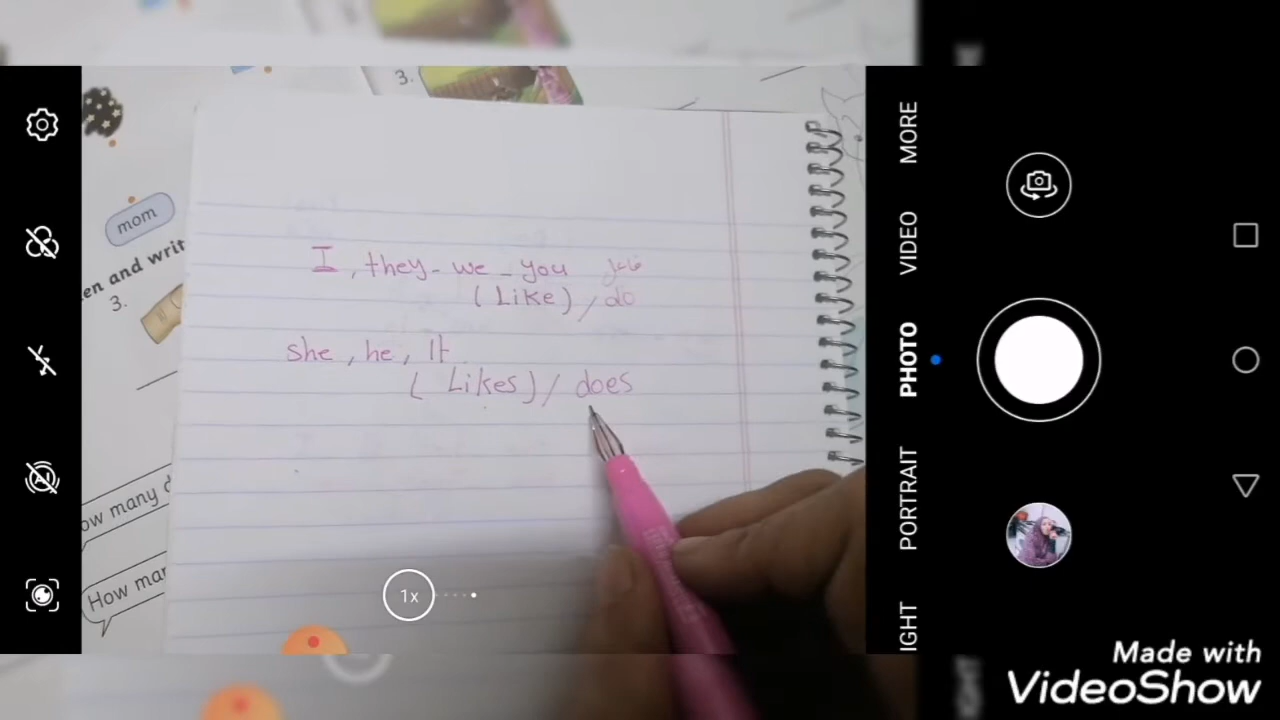 3.
mom
en and writ
3.
I, they - we - you فاعل
(Like) / do
she, he, It
(Likes) / does
ow many
How mar
1x
MORE
VIDEO
PHOTO
PORTRAIT
IGHT
Made with
VideoShow